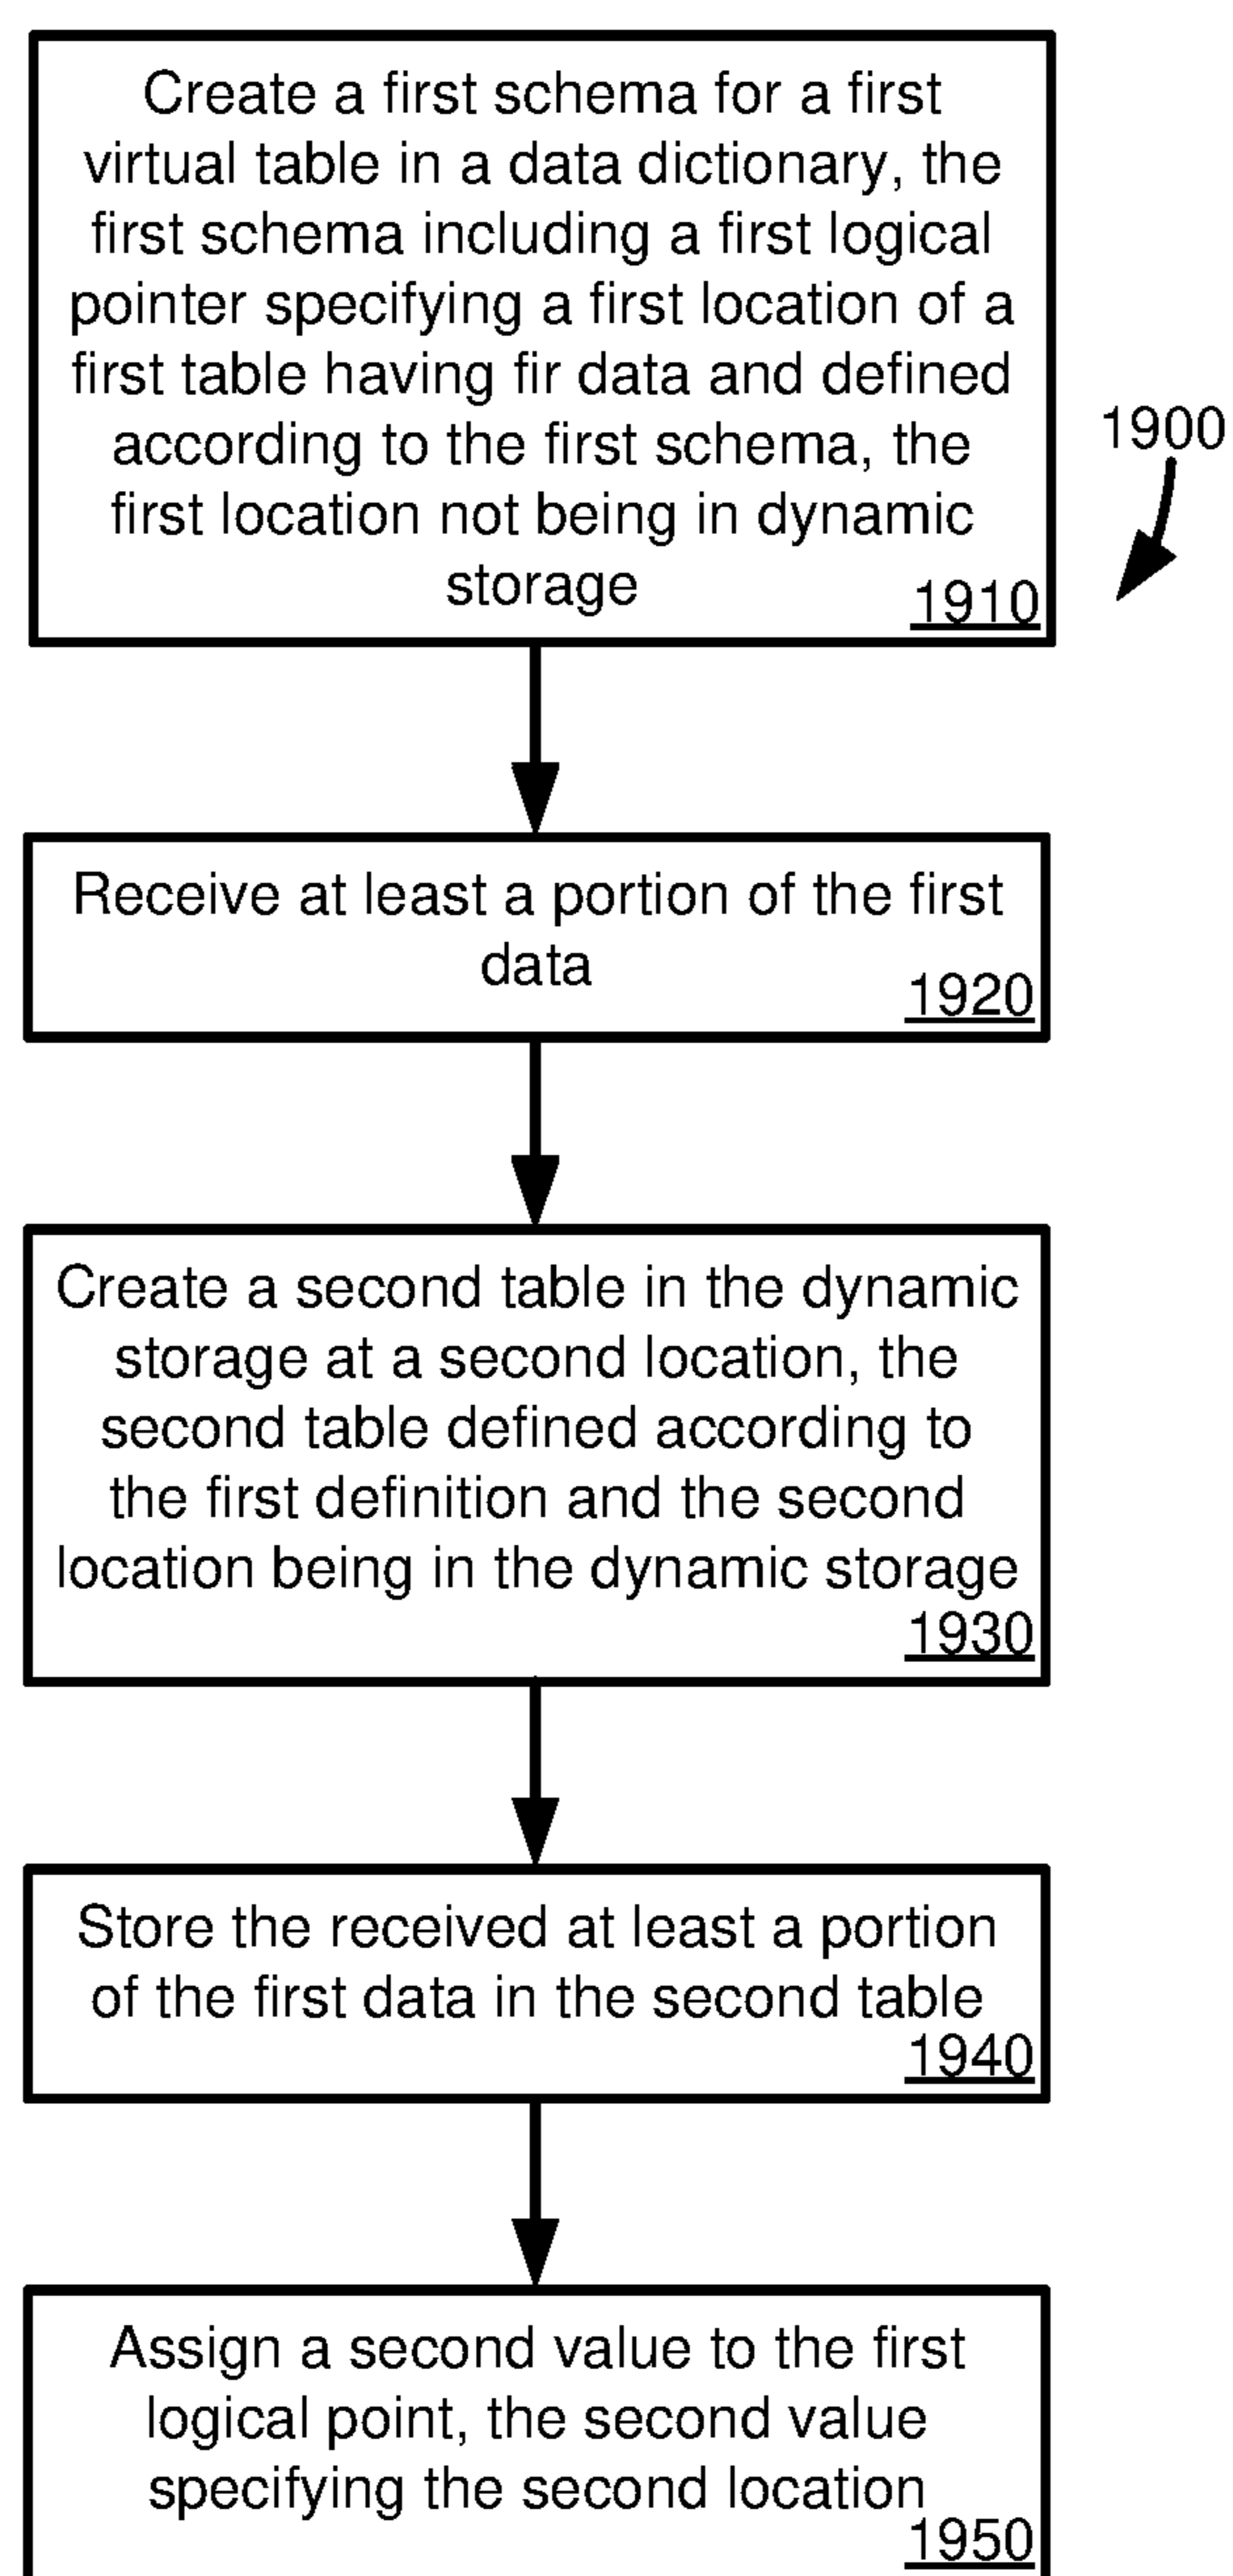 Create a first schema for a first
virtual table in a data dictionary, the
first schema including a first logical
pointer specifying a first location of a
first table having fir data and defined
according to the first schema, the
first location not being in dynamic
storage
1910
1900
Receive at least a portion of the first
data
1920
Create a second table in the dynamic
storage at a second location, the
second table defined according to
the first definition and the second
location being in the dynamic storage
1930
Store the received at least a portion
of the first data in the second table
1940
Assign a second value to the first
logical point, the second value
specifying the second location
1950